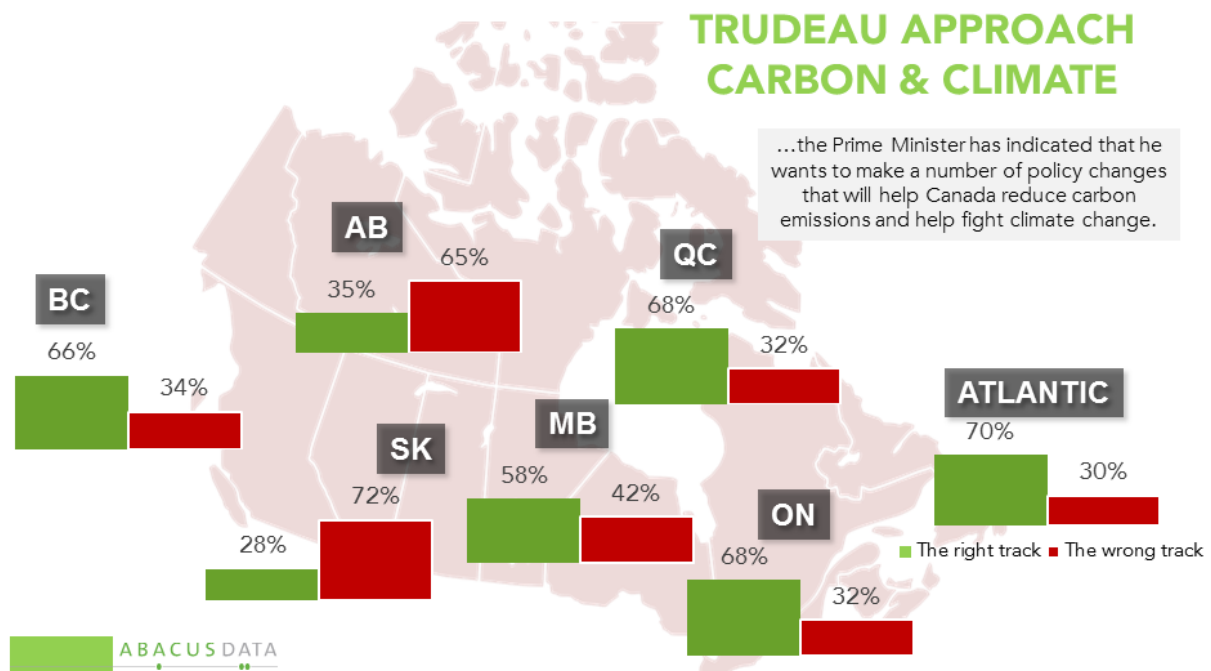 TRUDEAU APPROACH
CARBON & CLIMATE
…the Prime Minister has indicated that he
wants to make a number of policy changes
that will help Canada reduce carbon
emissions and help fight climate change.
BC
66%
34%
AB
35%
65%
SK
28%
72%
MB
58%
42%
QC
68%
32%
ON
68%
32%
ATLANTIC
70%
30%
The right track
The wrong track
ABACUS DATA